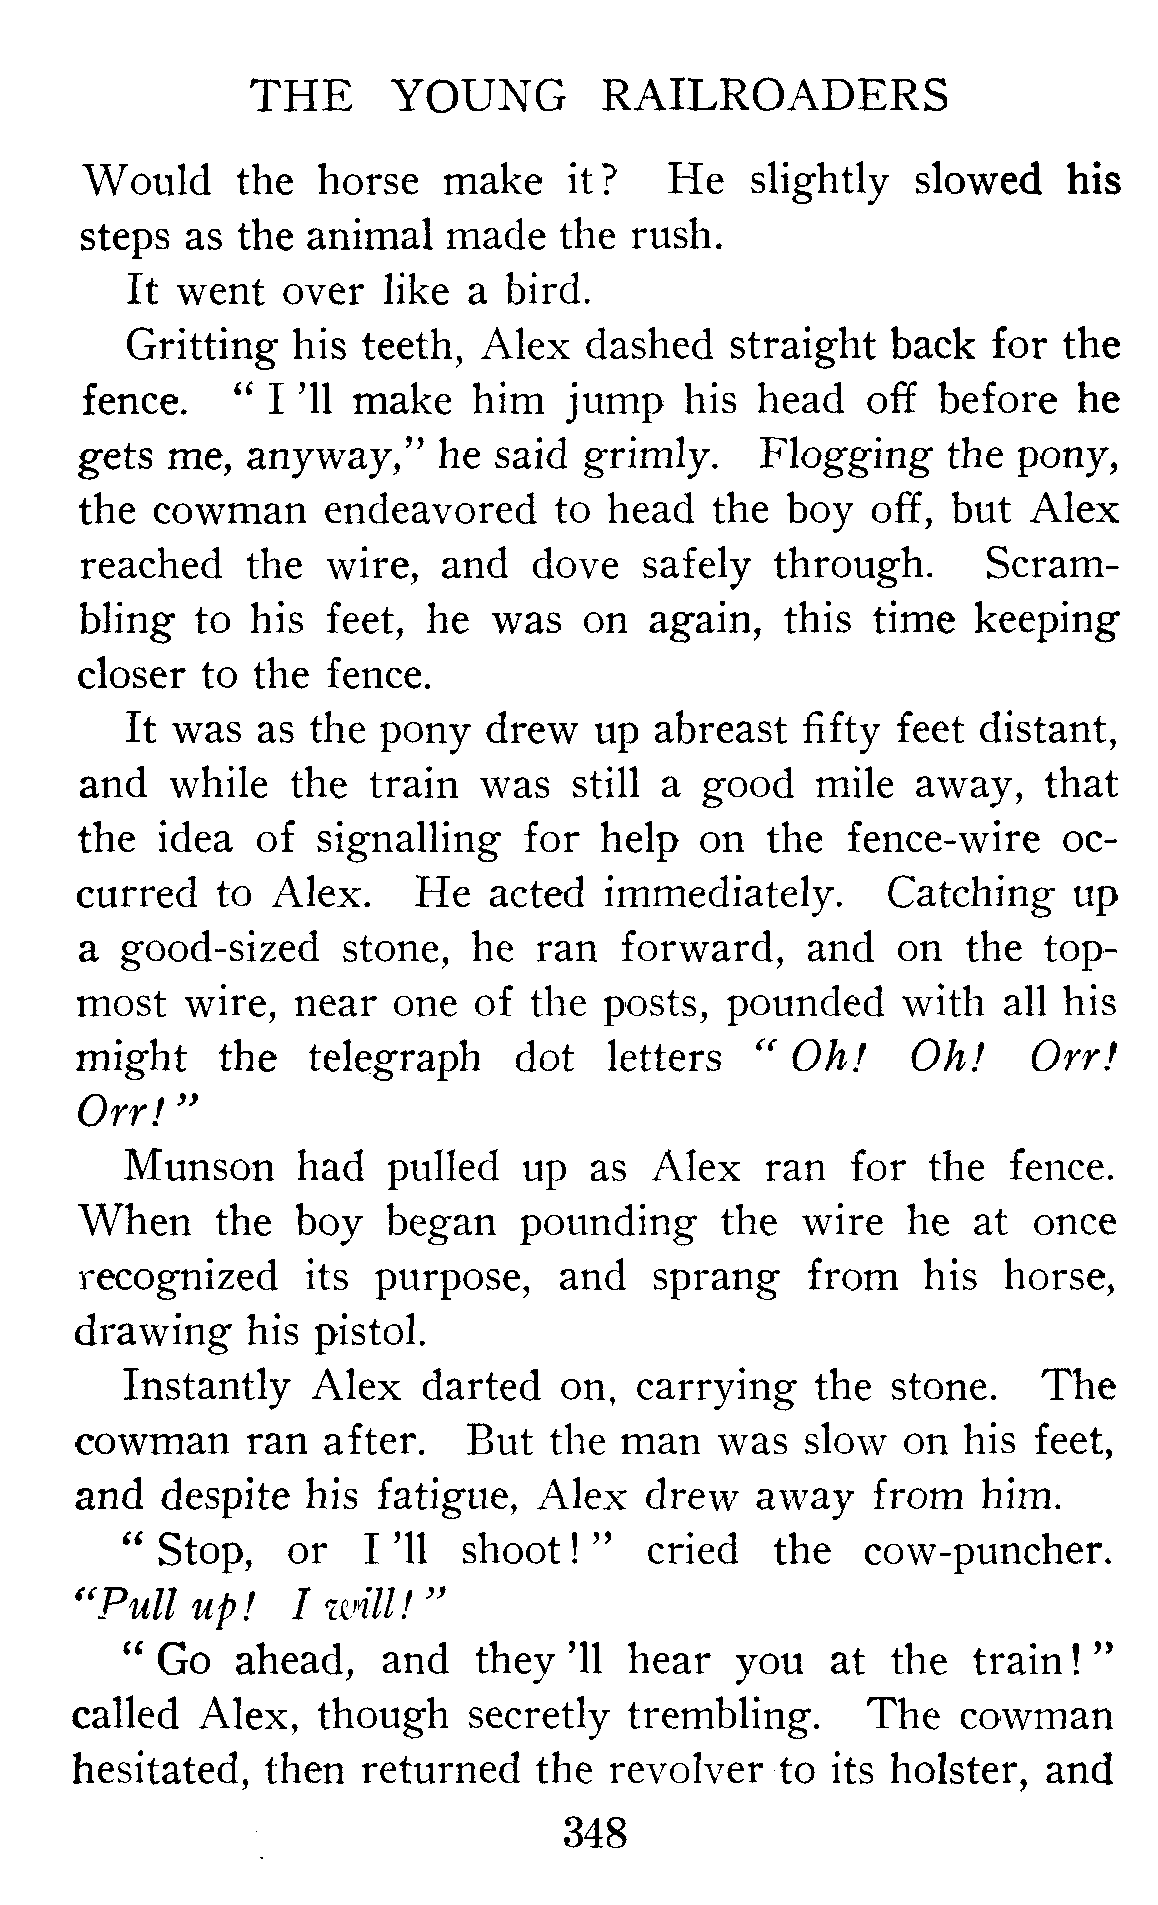 THE YOUNG RAILROADERS
Would the horse make it? He slightly slowed his
steps as the animal made the rush.
It went over like a bird.
Gritting his teeth, Alex dashed straight back for the
fence. " I 'll make him jump his head off before he
gets me, anyway," he said grimly. Flogging the pony,
the cowman endeavored to head the boy off, but Alex
reached the wire, and dove safely through. Scram-
bling to his feet, he was on again, this time keeping
closer to the fence.
It was as the pony drew up abreast fifty feet distant,
and while the train was still a good mile away, that
the idea of signalling for help on the fence-wire oc-
curred to Alex. He acted immediately. Catching up
a good-sized stone, he ran forward, and on the top-
most wire, near one of the posts, pounded with all his
might the telegraph dot letters " Oh! Oh! Orr!
Orr! "
Munson had pulled up as Alex ran for the fence.
When the boy began pounding the wire he at once
recognized its purpose, and sprang from his horse,
drawing his pistol.
Instantly Alex darted on, carrying the stone. The
cowman ran after. But the man was slow on his feet,
and despite his fatigue, Alex drew away from him.
" Stop, or I 'll shoot! " cried the cow-puncher.
"Pull up! I will! "
" Go ahead, and they 'll hear you at the train! "
called Alex, though secretly trembling. The cowman
hesitated, then returned the revolver to its holster, and
348